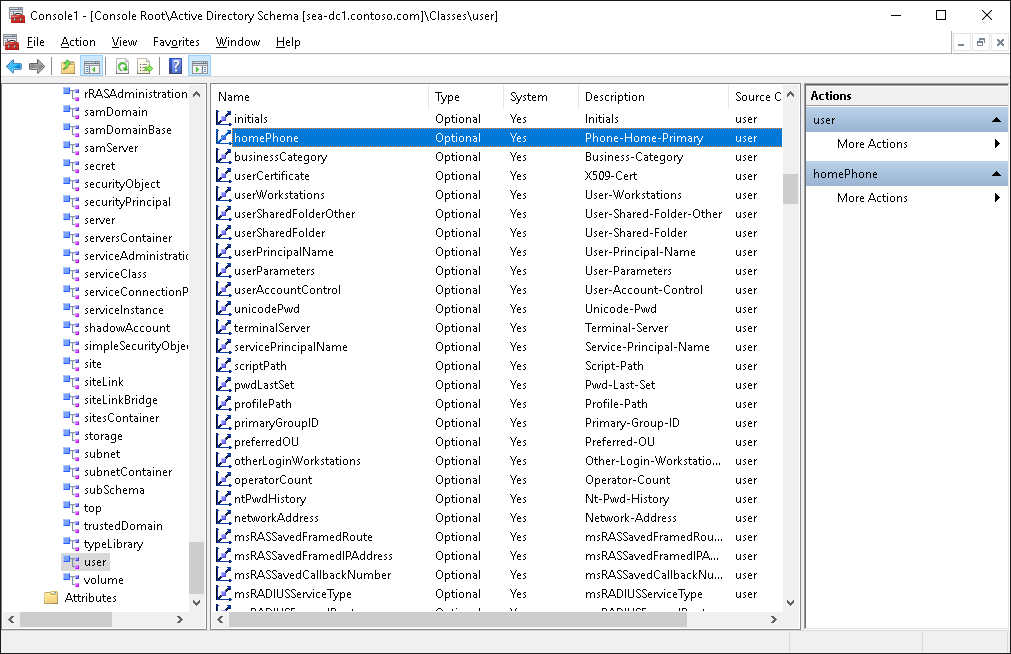 Console1 - [Console Root\Active Directory Schema [sea-dc1.contoso.com]\Classes\user]
File Action View Favorites Window Help
rRASAdministration
samDomain
samDomainBase
samServer
secret
securityObject
securityPrincipal
server
serversContainer
serviceAdministratio
serviceClass
serviceConnectionP
serviceInstance
shadowAccount
simpleSecurityObje
site
siteLink
siteLinkBridge
sitesContainer
storage
subnet
subnetContainer
subSchema
top
trustedDomain
typeLibrary
user
volume
Attributes
Name Type System Description Source C
initials Optional Yes Initials user
homePhone Optional Yes Phone-Home-Primary user
businessCategory Optional Yes Business-Category user
userCertificate Optional Yes X509-Cert user
userWorkstations Optional Yes User-Workstations user
userSharedFolderOther Optional Yes User-Shared-Folder-Other user
userSharedFolder Optional Yes User-Shared-Folder user
userPrincipalName Optional Yes User-Principal-Name user
userParameters Optional Yes User-Parameters user
userAccountControl Optional Yes User-Account-Control user
unicodePwd Optional Yes Unicode-Pwd user
terminalServer Optional Yes Terminal-Server user
servicePrincipalName Optional Yes Service-Principal-Name user
scriptPath Optional Yes Script-Path user
pwdLastSet Optional Yes Pwd-Last-Set user
profilePath Optional Yes Profile-Path user
primaryGroupID Optional Yes Primary-Group-ID user
preferredOU Optional Yes Preferred-OU user
otherLoginWorkstations Optional Yes Other-Login-Workstatio... user
operatorCount Optional Yes Operator-Count user
ntPwdHistory Optional Yes Nt-Pwd-History user
networkAddress Optional Yes Network-Address user
msRASSavedFramedRoute Optional Yes msRASSavedFramedRou... user
msRASSavedFramedIPAddress Optional Yes msRASSavedFramedIPA... user
msRASSavedCallbackNumber Optional Yes msRASSavedCallbackNu... user
msRADIUSServiceType Optional Yes msRADIUSServiceType user
Actions
user
More Actions
homePhone
More Actions